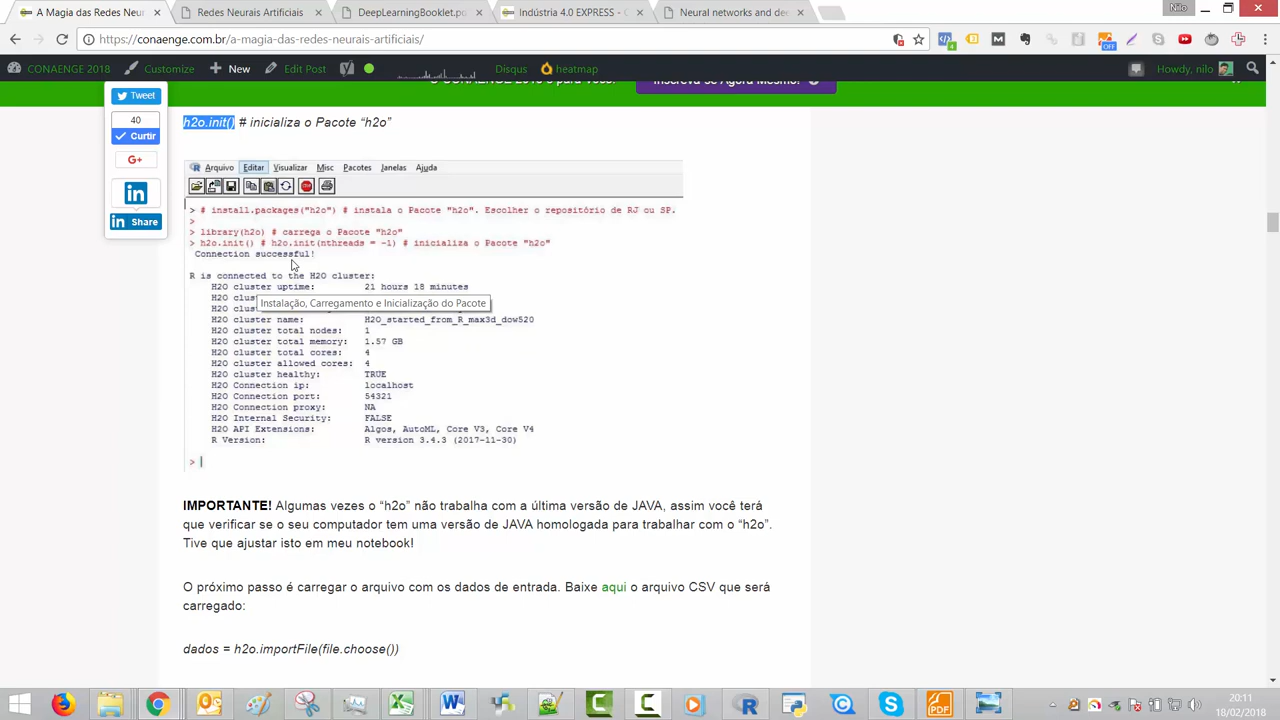 A Magia das Redes Neur
Redes Neurais Artificiais
DeepLearningBooklet.pd
Indústria 4.0 EXPRESS - C
Neural networks and dee
Nilo
https://conaenge.com.br/a-magia-das-redes-neurais-artificiais/
CONAENGE 2018
Customize
New
Edit Post
Disqus
heatmap
Howdy, nilo
Tweet
40
Curtir
G+
in
in Share
h2o.init() # inicializa o Pacote “h2o”
Arquivo Editar Visualizar Misc Pacotes Janelas Ajuda
> # install.packages("h2o") # instala o Pacote "h2o". Escolher o repositório de RJ ou SP.
>
> library(h2o) # carrega o Pacote "h2o"
> h2o.init() # h2o.init(nthreads = -1) # inicializa o Pacote "h2o"
Connection successful!
R is connected to the H2O cluster:
H2O cluster uptime: 21 hours 18 minutes
H2O clu
Instalação, Carregamento e Inicialização do Pacote
H2O cluster name: H2O_started_from_R_max3d_dow520
H2O cluster total nodes: 1
H2O cluster total memory: 1.57 GB
H2O cluster total cores: 4
H2O cluster allowed cores: 4
H2O cluster healthy: TRUE
H2O Connection ip: localhost
H2O Connection port: 54321
H2O Connection proxy: NA
H2O Internal Security: FALSE
H2O API Extensions: Algos, AutoML, Core V3, Core V4
R Version: R version 3.4.3 (2017-11-30)
>
IMPORTANTE! Algumas vezes o “h2o” não trabalha com a última versão de JAVA, assim você terá
que verificar se o seu computador tem uma versão de JAVA homologada para trabalhar com o “h2o”.
Tive que ajustar isto em meu notebook!
O próximo passo é carregar o arquivo com os dados de entrada. Baixe aqui o arquivo CSV que será
carregado:
dados = h2o.importFile(file.choose())
20:11
18/02/2018